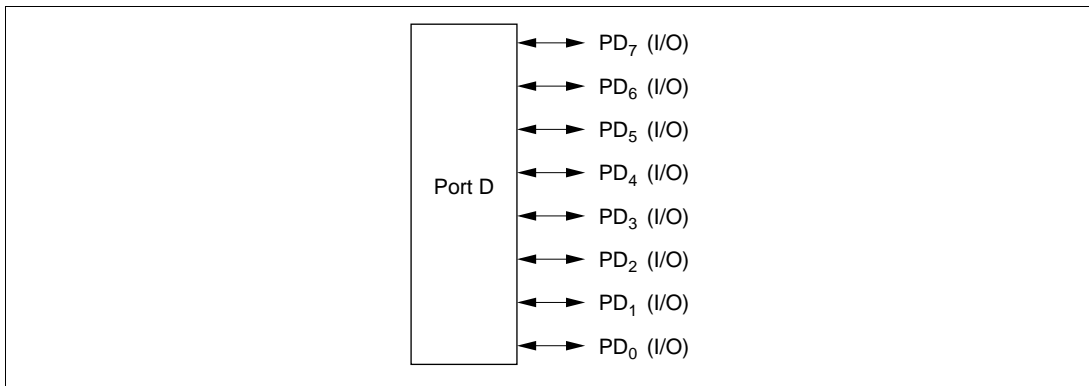 PD₇ (I/O)
PD₆ (I/O)
PD₅ (I/O)
PD₄ (I/O)
Port D
PD₃ (I/O)
PD₂ (I/O)
PD₁ (I/O)
PD₀ (I/O)